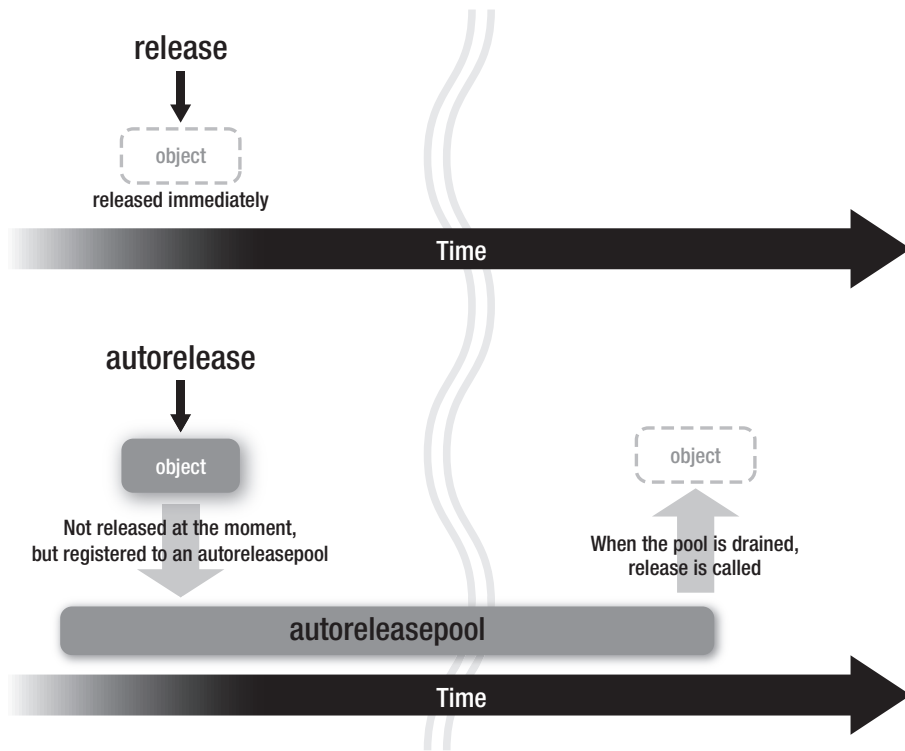 release
object
released immediately
Time
autorelease
object
object
Not released at the moment,
but registered to an autoreleasepool
When the pool is drained,
release is called
autoreleasepool
Time